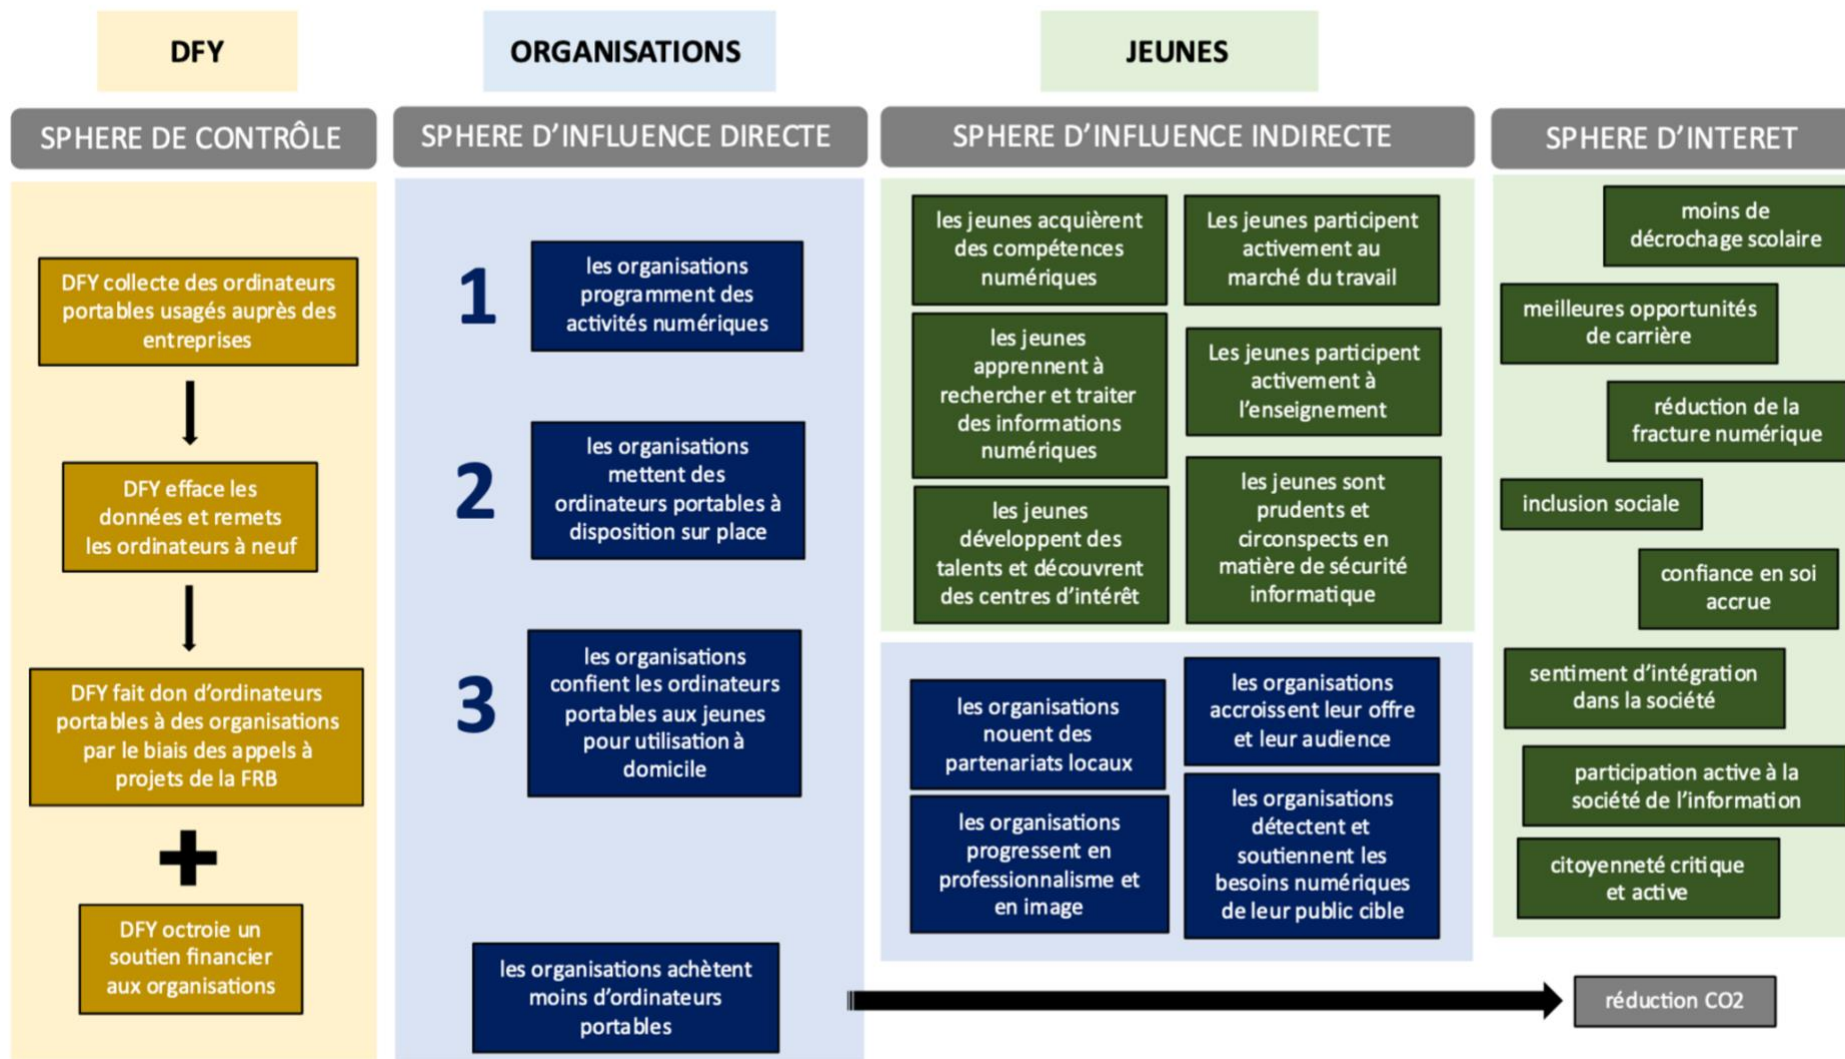 DFY
ORGANISATIONS
JEUNES
SPHERE DE CONTRÔLE
SPHERE D'INFLUENCE DIRECTE
SPHERE D'INFLUENCE INDIRECTE
SPHERE D'INTERET
DFY collecte des ordinateurs
portables usagés auprès des
entreprises
DFY efface les
données et remets
les ordinateurs à neuf
DFY fait don d'ordinateurs
portables à des organisations
par le biais des appels à
projets de la FRB
+
DFY octroie un
soutien financier
aux organisations
1
les organisations
programment des
activités numériques
2
les organisations
mettent des
ordinateurs portables à
disposition sur place
3
les organisations
confient les ordinateurs
portables aux jeunes
pour utilisation à
domicile
les organisations achètent
moins d'ordinateurs
portables
les jeunes acquièrent
des compétences
numériques
les jeunes
apprennent à
rechercher et traiter
des informations
numériques
les jeunes
développent des
talents et découvrent
des centres d'intérêt
Les jeunes participent
activement au
marché du travail
Les jeunes participent
activement à
l'enseignement
les jeunes sont
prudents et
circonspects en
matière de sécurité
informatique
les organisations
nouent des
partenariats locaux
les organisations
progressent en
professionnalisme et
en image
les organisations
accroissent leur offre
et leur audience
les organisations
détectent et
soutiennent les
besoins numériques
de leur public cible
moins de
décrochage scolaire
meilleures opportunités
de carrière
réduction de la
fracture numérique
inclusion sociale
confiance en soi
accrue
sentiment d'intégration
dans la société
participation active à la
société de l'information
citoyenneté critique
et active
réduction CO2